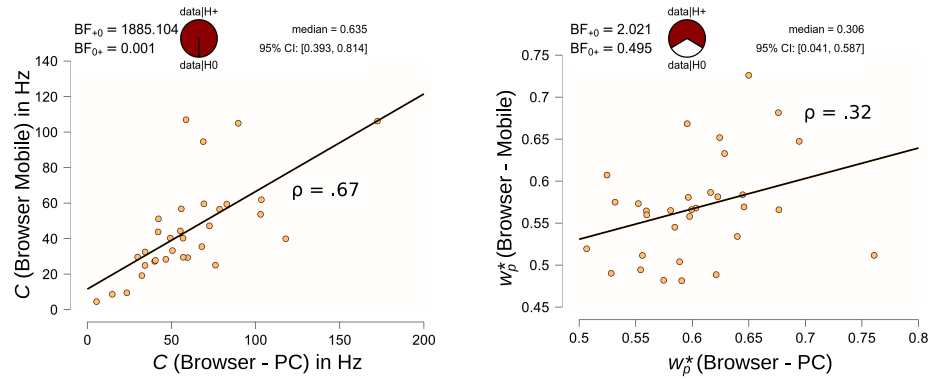 data|H+
BF+0 = 1885.104
BF0+ = 0.001
median = 0.635
95% CI: [0.393, 0.814]
data|H0
140
120
100
80
60
40
20
0
C (Browser Mobile) in Hz
ρ = .67
0
50
100
150
200
C (Browser - PC) in Hz
data|H+
BF+0 = 2.021
BF0+ = 0.495
median = 0.306
95% CI: [0.041, 0.587]
data|H0
0.75
0.7
0.65
0.6
0.55
0.5
0.45
w*p (Browser - Mobile)
ρ = .32
0.5
0.55
0.6
0.65
0.7
0.75
0.8
w*p (Browser - PC)